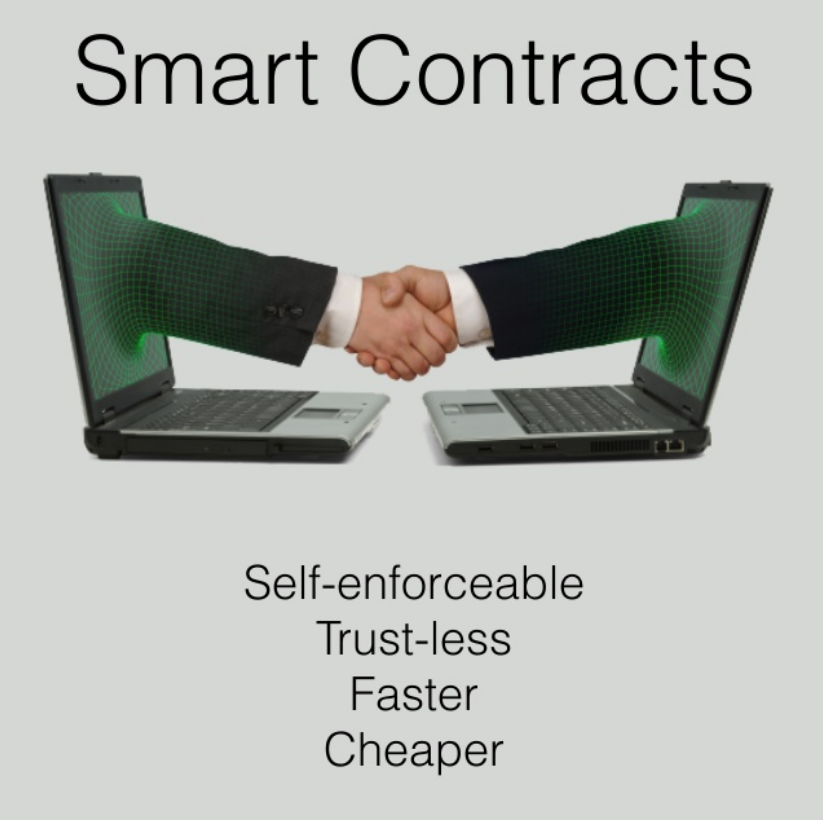 Smart Contracts
Self-enforceable
Trust-less
Faster
Cheaper